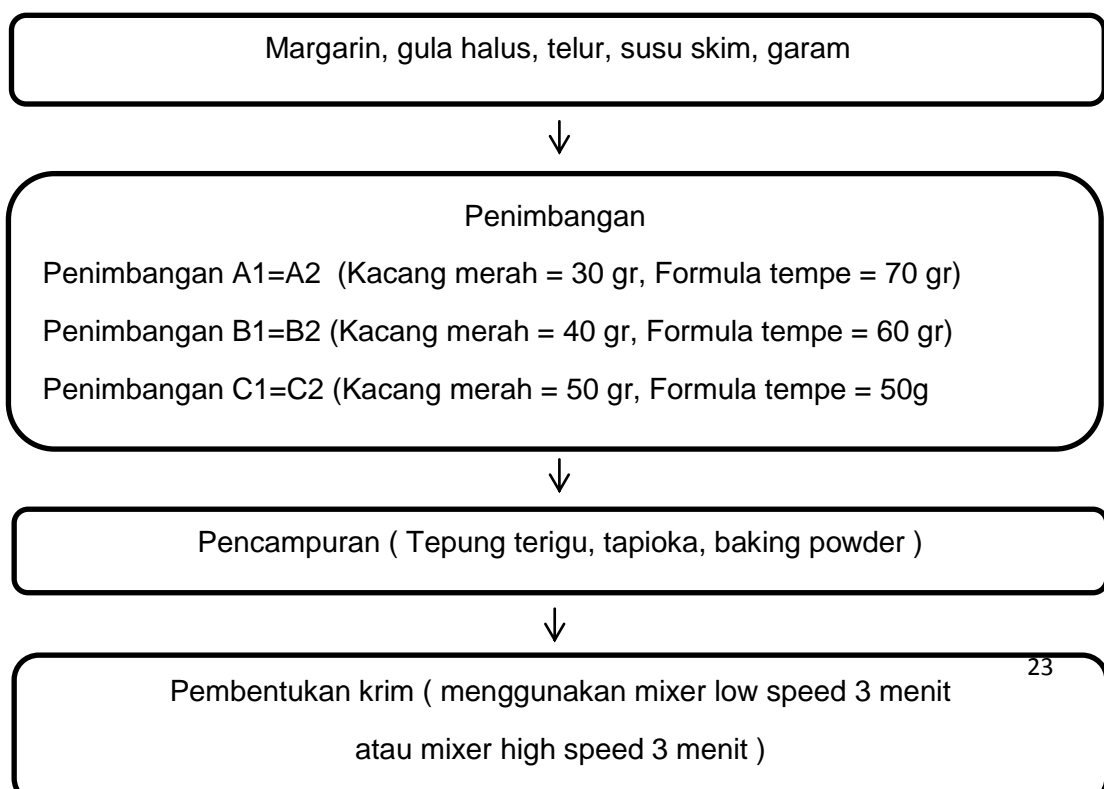 Margarin, gula halus, telur, susu skim, garam
Penimbangan
Penimbangan A1=A2 (Kacang merah = 30 gr, Formula tempe = 70 gr)
Penimbangan B1=B2 (Kacang merah = 40 gr, Formula tempe = 60 gr)
Penimbangan C1=C2 (Kacang merah = 50 gr, Formula tempe = 50g
Pencampuran ( Tepung terigu, tapioka, baking powder )
23
Pembentukan krim ( menggunakan mixer low speed 3 menit
atau mixer high speed 3 menit )